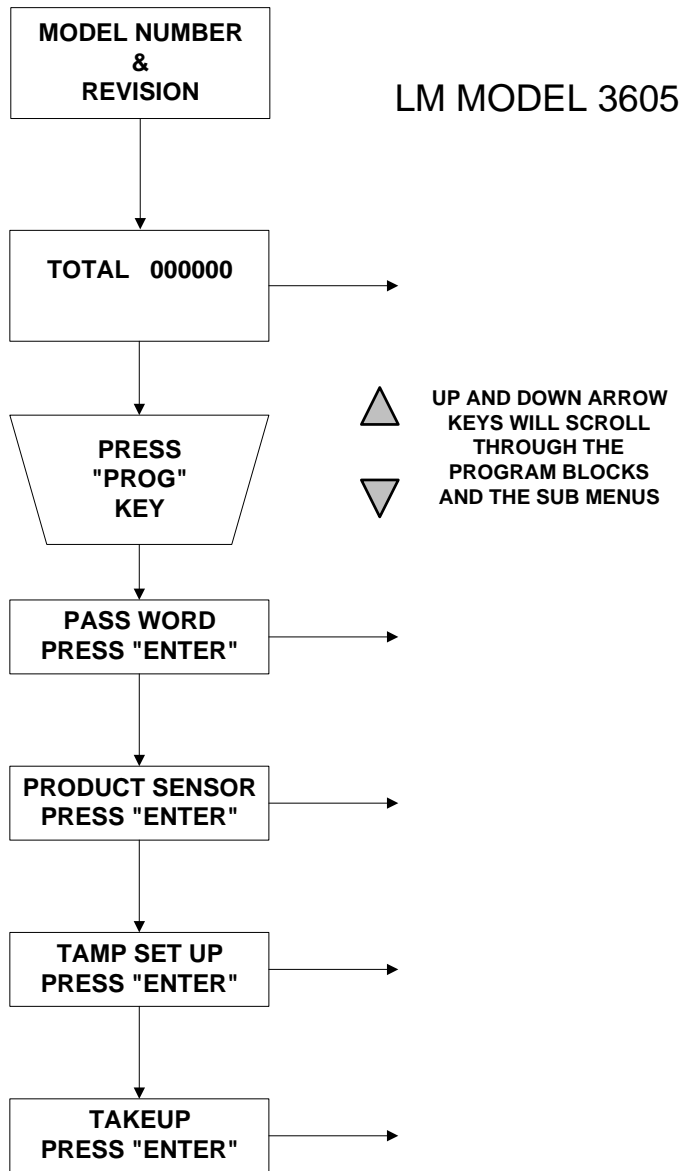 MODEL NUMBER
&
REVISION
LM MODEL 3605
TOTAL 000000
PRESS
"PROG"
KEY
UP AND DOWN ARROW
KEYS WILL SCROLL
THROUGH THE
PROGRAM BLOCKS
AND THE SUB MENUS
PASS WORD
PRESS "ENTER"
PRODUCT SENSOR
PRESS "ENTER"
TAMP SET UP
PRESS "ENTER"
TAKEUP
PRESS "ENTER"